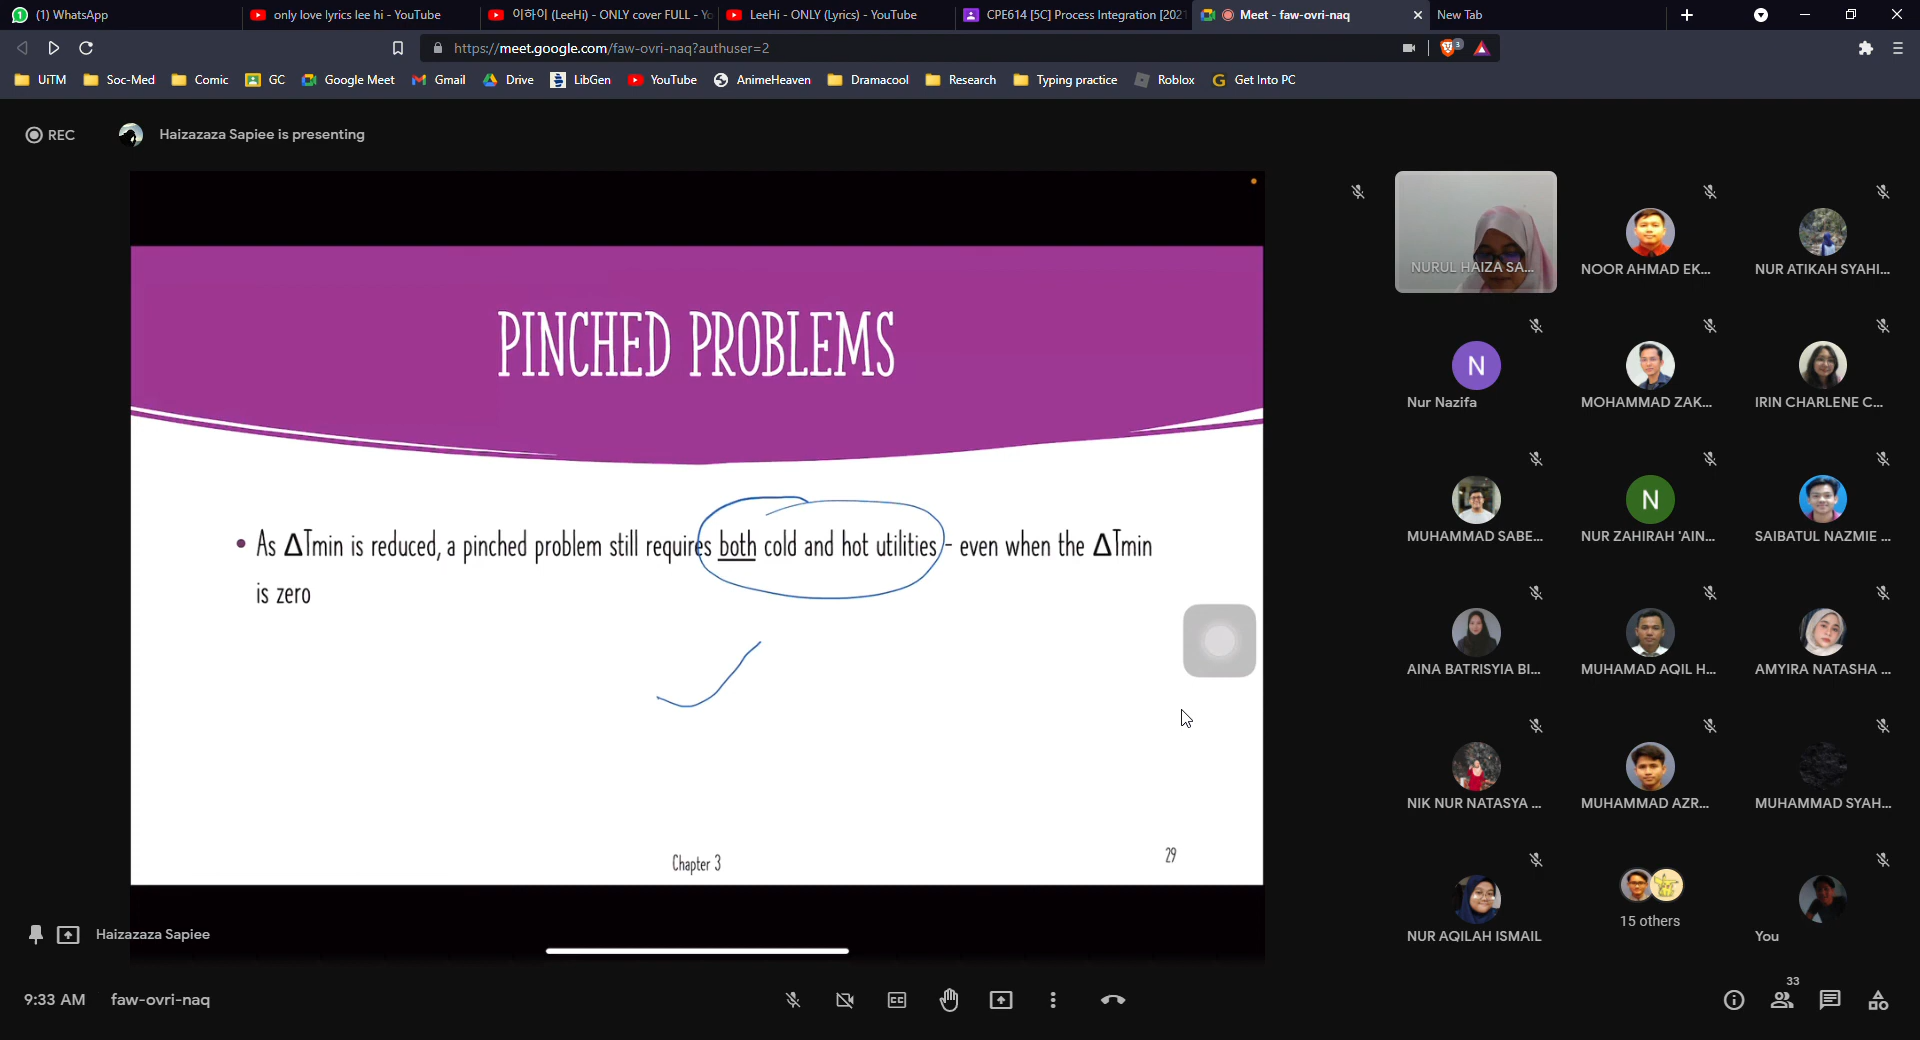 (1) WhatsApp
only love lyrics lee hi - YouTube
이하이 (LeeHi) - ONLY cover FULL - Yo
LeeHi - ONLY (Lyrics) - YouTube
CPE614 [5C] Process Integration [2021
Meet - faw-ovri-naq
New Tab
https://meet.google.com/faw-ovri-naq?authuser=2
UiTM
Soc-Med
Comic
GC
Google Meet
Gmail
Drive
LibGen
YouTube
AnimeHeaven
Dramacool
Research
Typing practice
Roblox
Get Into PC
REC
Haizazaza Sapiee is presenting
PINCHED PROBLEMS
• As ΔTmin is reduced, a pinched problem still requires both cold and hot utilities - even when the ΔTmin
is zero
Chapter 3
29
NURUL HAIZA SA...
NOOR AHMAD EK...
NUR ATIKAH SYAHI...
N
Nur Nazifa
MOHAMMAD ZAK...
IRIN CHARLENE C...
MUHAMMAD SABE...
N
NUR ZAHIRAH 'AIN...
SAIBATUL NAZMIE ...
AINA BATRISYIA BI...
MUHAMAD AQIL H...
AMYIRA NATASHA ...
NIK NUR NATASYA ...
MUHAMMAD AZR...
MUHAMMAD SYAH...
NUR AQILAH ISMAIL
15 others
You
Haizazaza Sapiee
9:33 AM
faw-ovri-naq
33